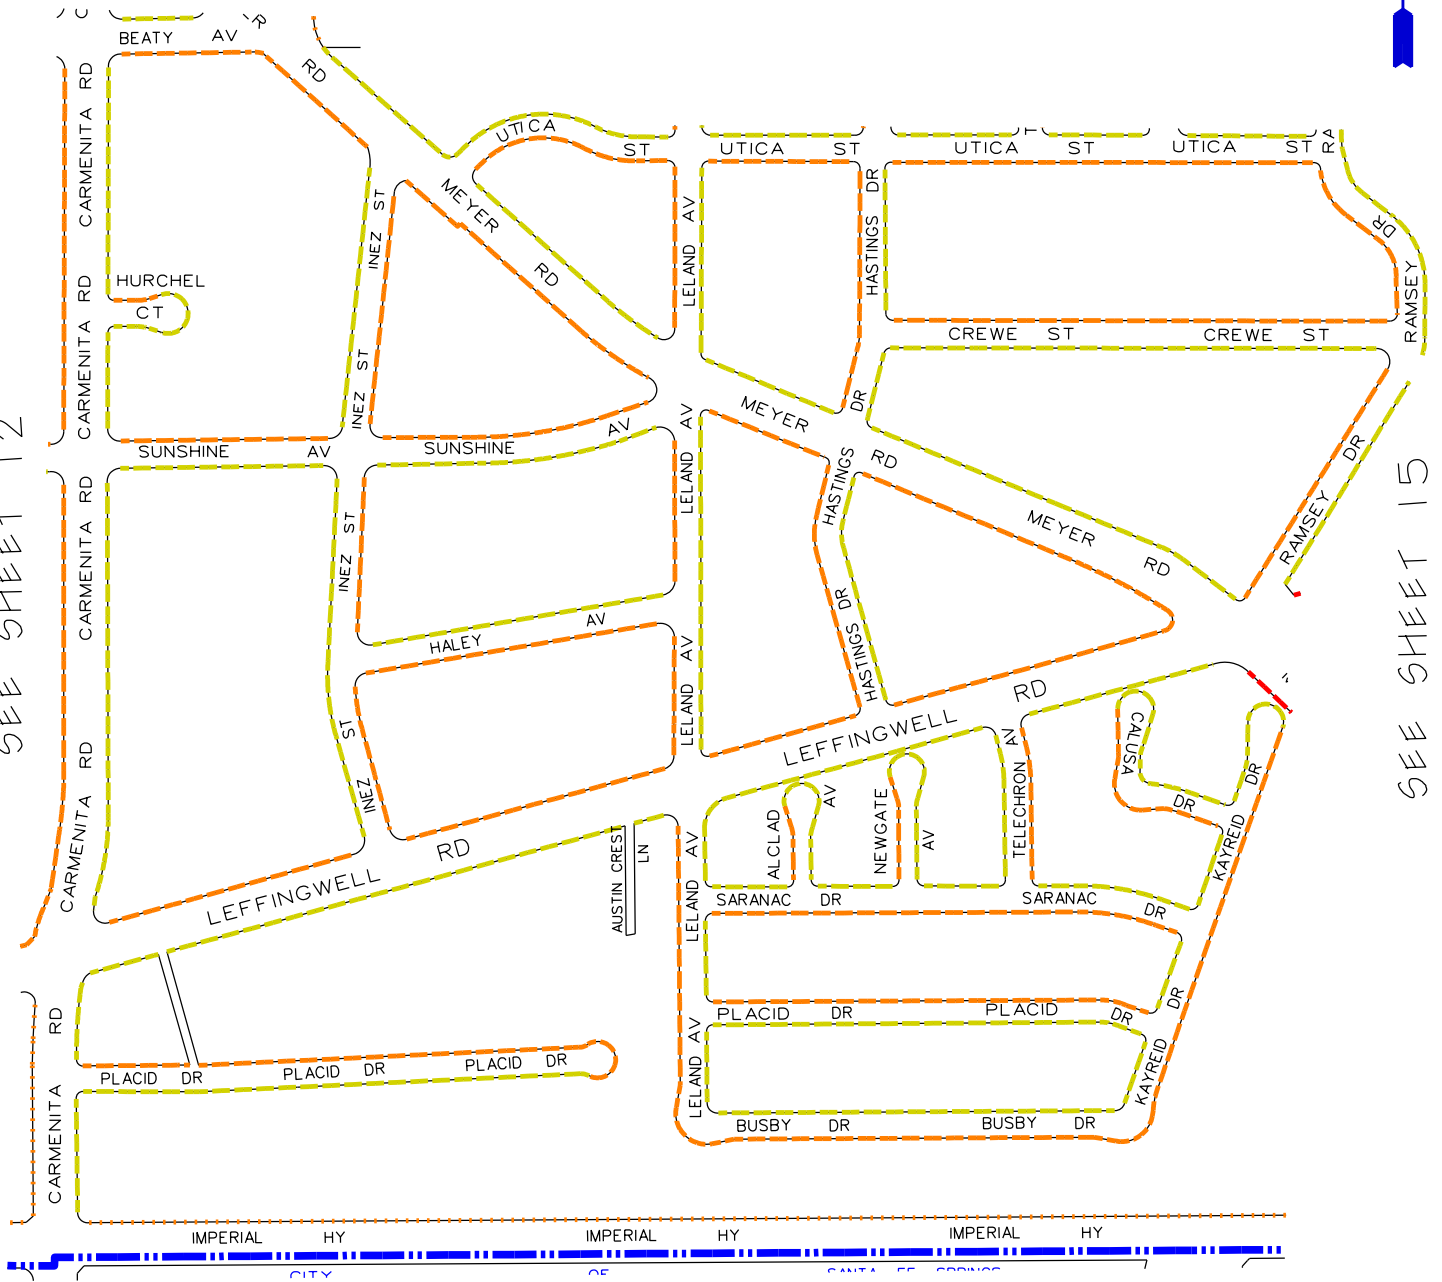 BEATY AV
RD
CARMENITA RD
UTICA ST
UTICA ST
UTICA ST
UTICA ST
MEYER RD
INEZ ST
LELAND AV
HASTINGS DR
DR
RAMSEY
HURCHEL
CT
CARMENITA RD
CREWE ST
CREWE ST
INEZ ST
MEYER RD
DR
SUNSHINE AV
SUNSHINE AV
LELAND AV
HASTINGS
RAMSEY DR
SEE SHEET 12
SEE SHEET 15
CARMENITA RD
INEZ ST
MEYER RD
HALEY AV
HASTINGS DR
LELAND AV
INEZ ST
LEFFINGWELL RD
CALUSA DR
TELECHRON AV
CARMENITA RD
ALCLAD AV
NEWGATE AV
KAYREID DR
LEFFINGWELL RD
AUSTIN CREST LN
LELAND AV
SARANAC DR
SARANAC DR
CARMENITA RD
PLACID DR
PLACID DR
PLACID DR
PLACID DR
PLACID DR
LELAND AV
KAYREID DR
BUSBY DR
BUSBY DR
IMPERIAL HY
IMPERIAL HY
IMPERIAL HY
CITY OF SANTA FE SPRINGS